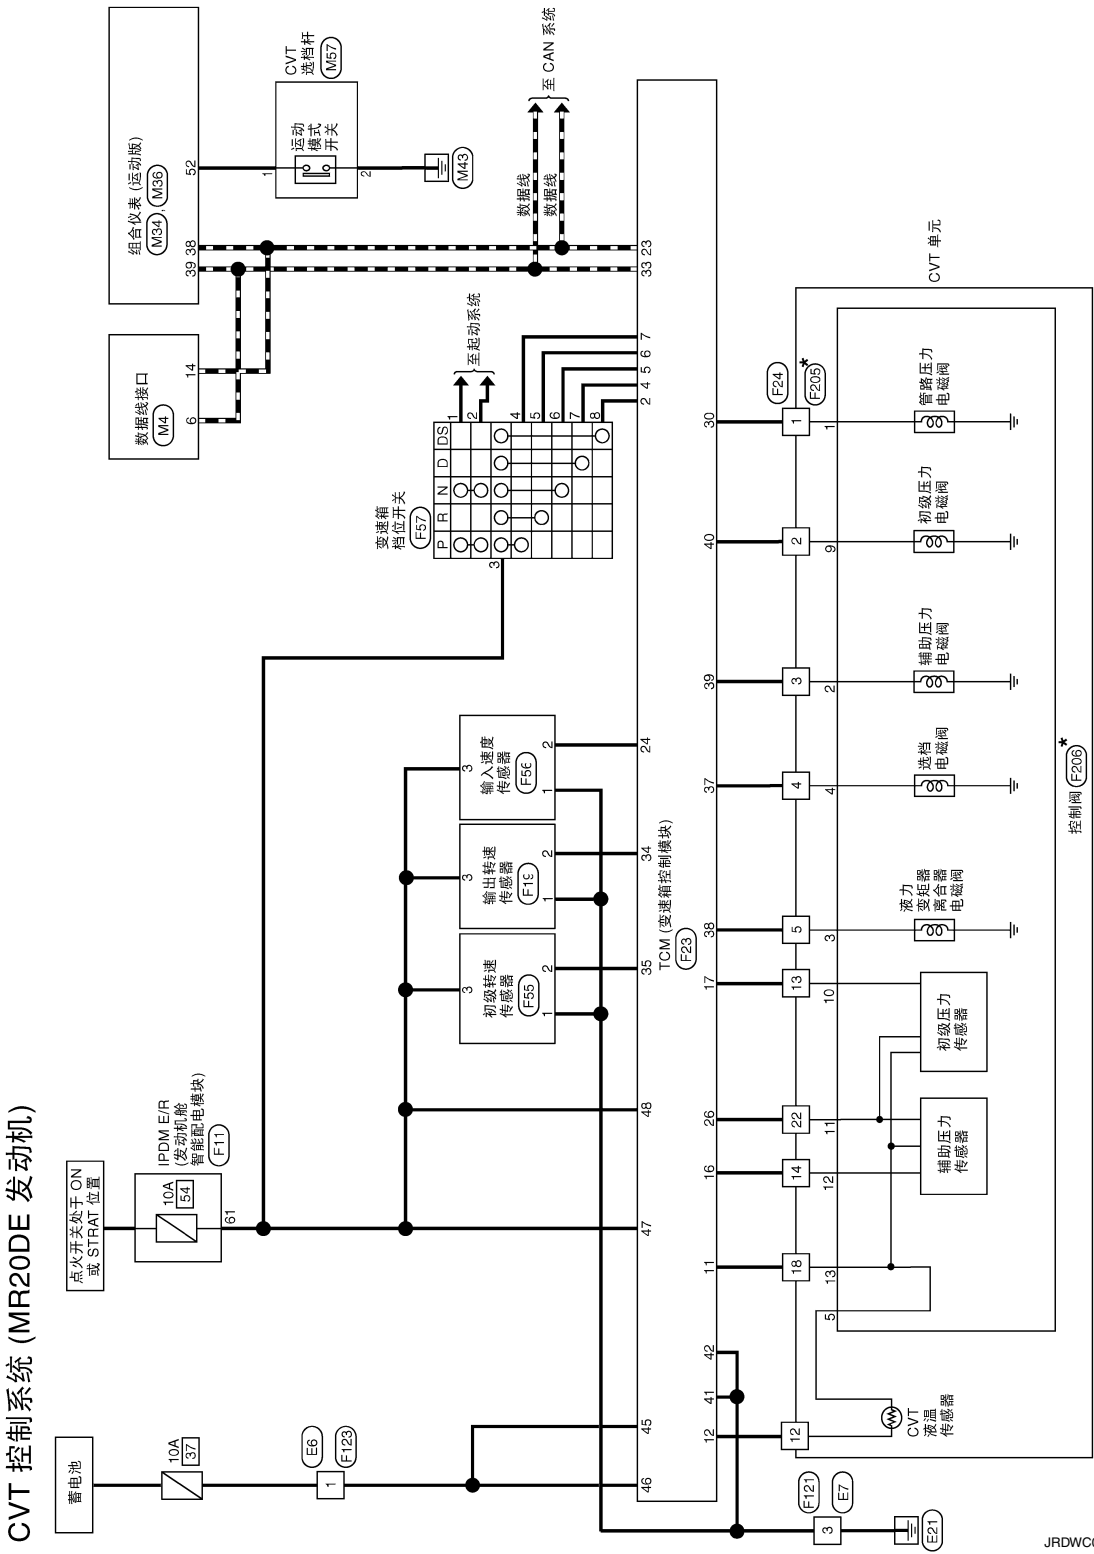 CVT 控制系统 (MR20DE 发动机)
蓄电池
10A
37
E6
1
F123
46
45
点火开关处于 ON
或 STRAT 位置
IPDM E/R
(发动机舱
智能配电模块)
F11
10A
54
61
47
48
初级转速
传感器
F55
3
1
2
35
输出转速
传感器
F19
3
1
2
34
输入速度
传感器
F56
3
1
2
24
变速箱
档位开关
F57
P
R
N
D
DS
3
1
2
4
5
6
7
8
至起动系统
2
4
5
6
7
数据线接口
M4
6
14
组合仪表 (运动版)
M34
,
M36
39
38
52
CVT
选档杆
M57
运动
模式
开关
1
2
M43
数据线
数据线
至 CAN 系统
33
23
TCM (变速箱控制模块)
F23
12
41
42
11
16
26
17
38
37
39
40
30
F121
3
E7
E21
12
18
14
22
13
5
4
3
2
1
F24
F205
*
CVT 单元
5
13
12
11
10
3
4
2
9
1
CVT
液温
传感器
辅助压力
传感器
初级压力
传感器
液力
变矩器
离合器
电磁阀
选档
电磁阀
辅助压力
电磁阀
初级压力
电磁阀
管路压力
电磁阀
控制阀
F206
*